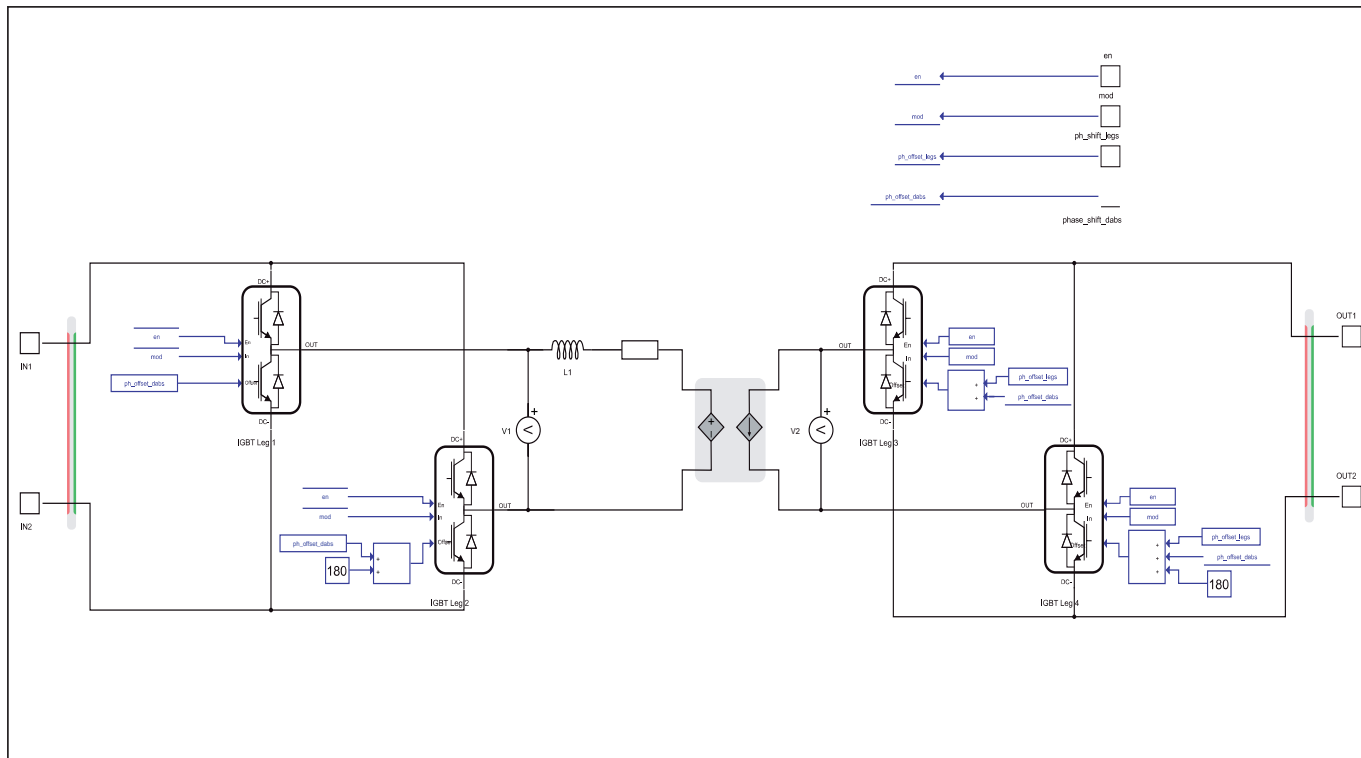 en
en
mod
mod
ph_shift_legs
ph_offset_legs
ph_offset_dabs
phase_shift_dabs
DC+
DC+
IN1
en
En
mod
In
ph_offset_dabs
Offset
OUT
L1
DC-
IGBT Leg 1
V1
+
+
V2
+
OUT
En
en
In
mod
Offset
+
ph_offset_legs
+
ph_offset_dabs
DC-
IGBT Leg 3
OUT1
DC+
DC+
IN2
en
En
mod
In
OUT
ph_offset_dabs
Offset
180
+
+
DC-
IGBT Leg 2
OUT
En
en
In
mod
Offset
+
ph_offset_legs
+
ph_offset_dabs
+
180
DC-
IGBT Leg 4
OUT2